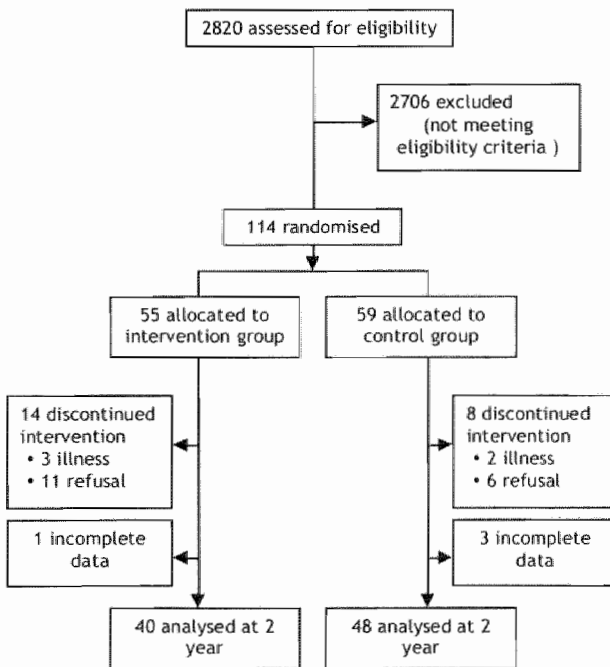 2820 assessed for eligibility
2706 excluded
(not meeting
eligibility criteria )
114 randomised
55 allocated to
intervention group
59 allocated to
control group
14 discontinued
intervention
• 3 illness
• 11 refusal
8 discontinued
intervention
• 2 illness
• 6 refusal
1 incomplete
data
3 incomplete
data
40 analysed at 2
year
48 analysed at 2
year